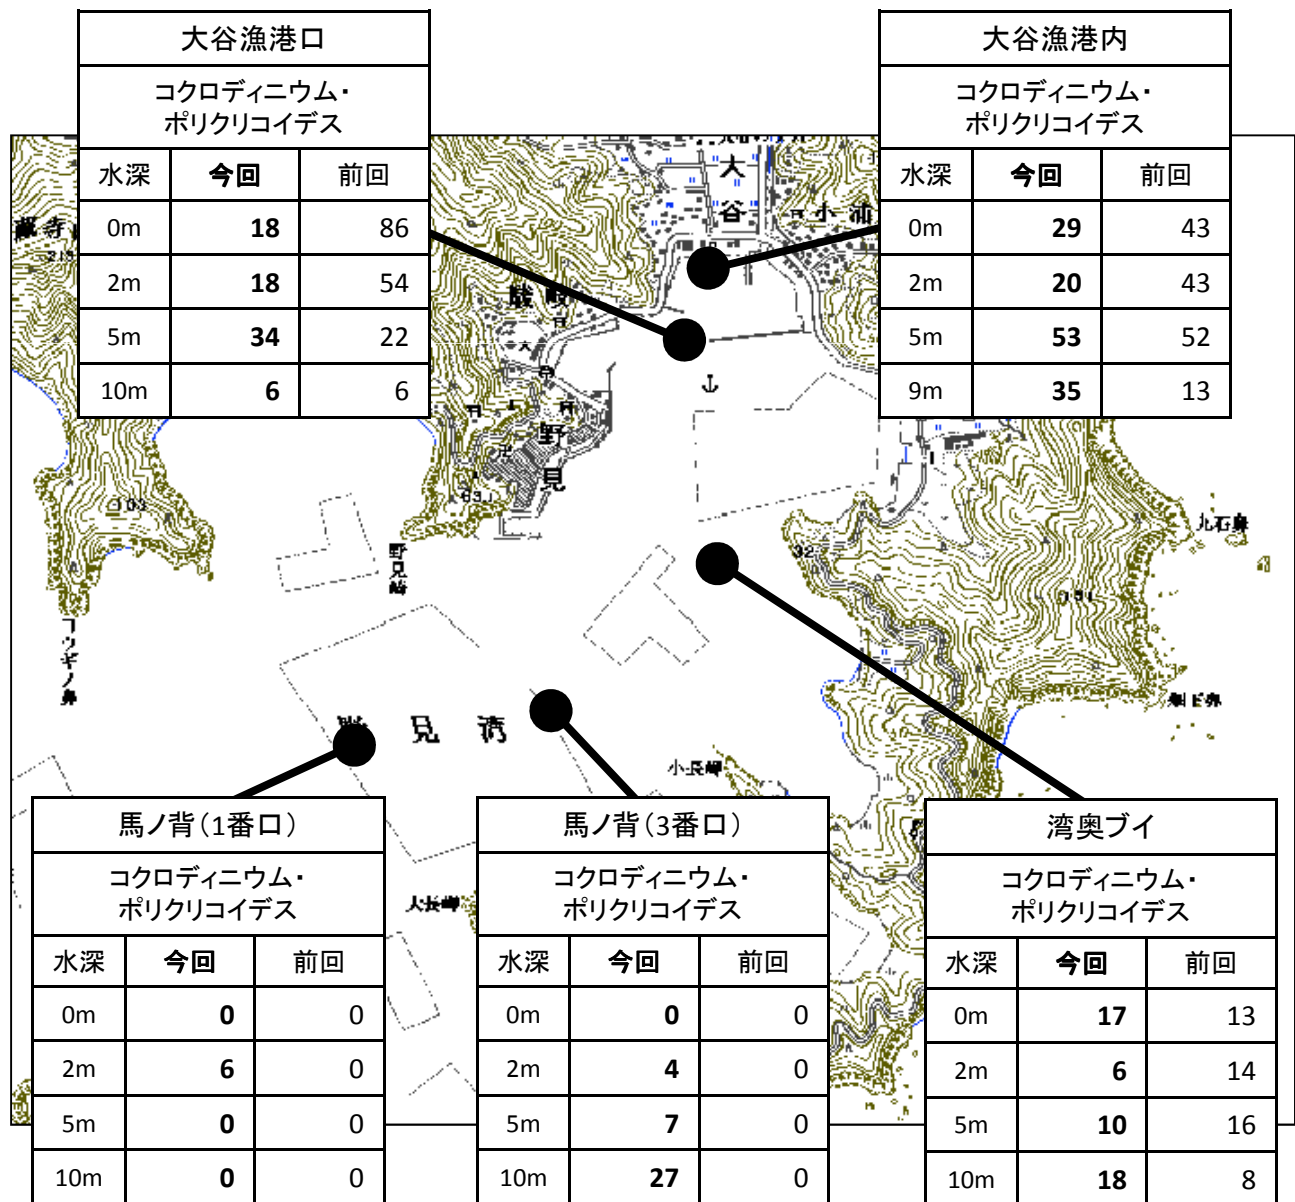 大谷漁港口
コクロディニウム・
ポリクリコイデス
水深 今回 前回
0m 18 86
2m 18 54
5m 34 22
10m 6 6
大谷漁港内
コクロディニウム・
ポリクリコイデス
水深 今回 前回
0m 29 43
2m 20 43
5m 53 52
9m 35 13
大谷
小浦
野見
野見崎
コウギノ鼻
103
32
九石鼻
見湾
小長岬
大長岬
馬ノ背(1番口)
コクロディニウム・
ポリクリコイデス
水深 今回 前回
0m 0 0
2m 6 0
5m 0 0
10m 0 0
馬ノ背(3番口)
コクロディニウム・
ポリクリコイデス
水深 今回 前回
0m 0 0
2m 4 0
5m 7 0
10m 27 0
湾奥ブイ
コクロディニウム・
ポリクリコイデス
水深 今回 前回
0m 17 13
2m 6 14
5m 10 16
10m 18 8